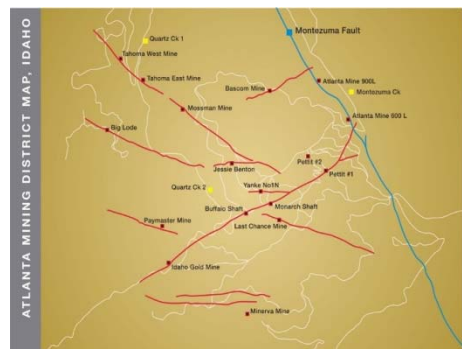 ATLANTA MINING DISTRICT MAP, IDAHO
Quartz Ck 1
Montezuma Fault
Tahoma West Mine
Tahoma East Mine
Bascom Mine
Atlanta Mine 900L
Montezuma Ck
Mossman Mine
Atlanta Mine 600 L
Big Lode
Jessie Benton
Pettit #2
Pettit #1
Quartz Ck 2
Yanke No1N
Buffalo Shaft
Monarch Shaft
Paymaster Mine
Last Chance Mine
Idaho Gold Mine
Minerva Mine